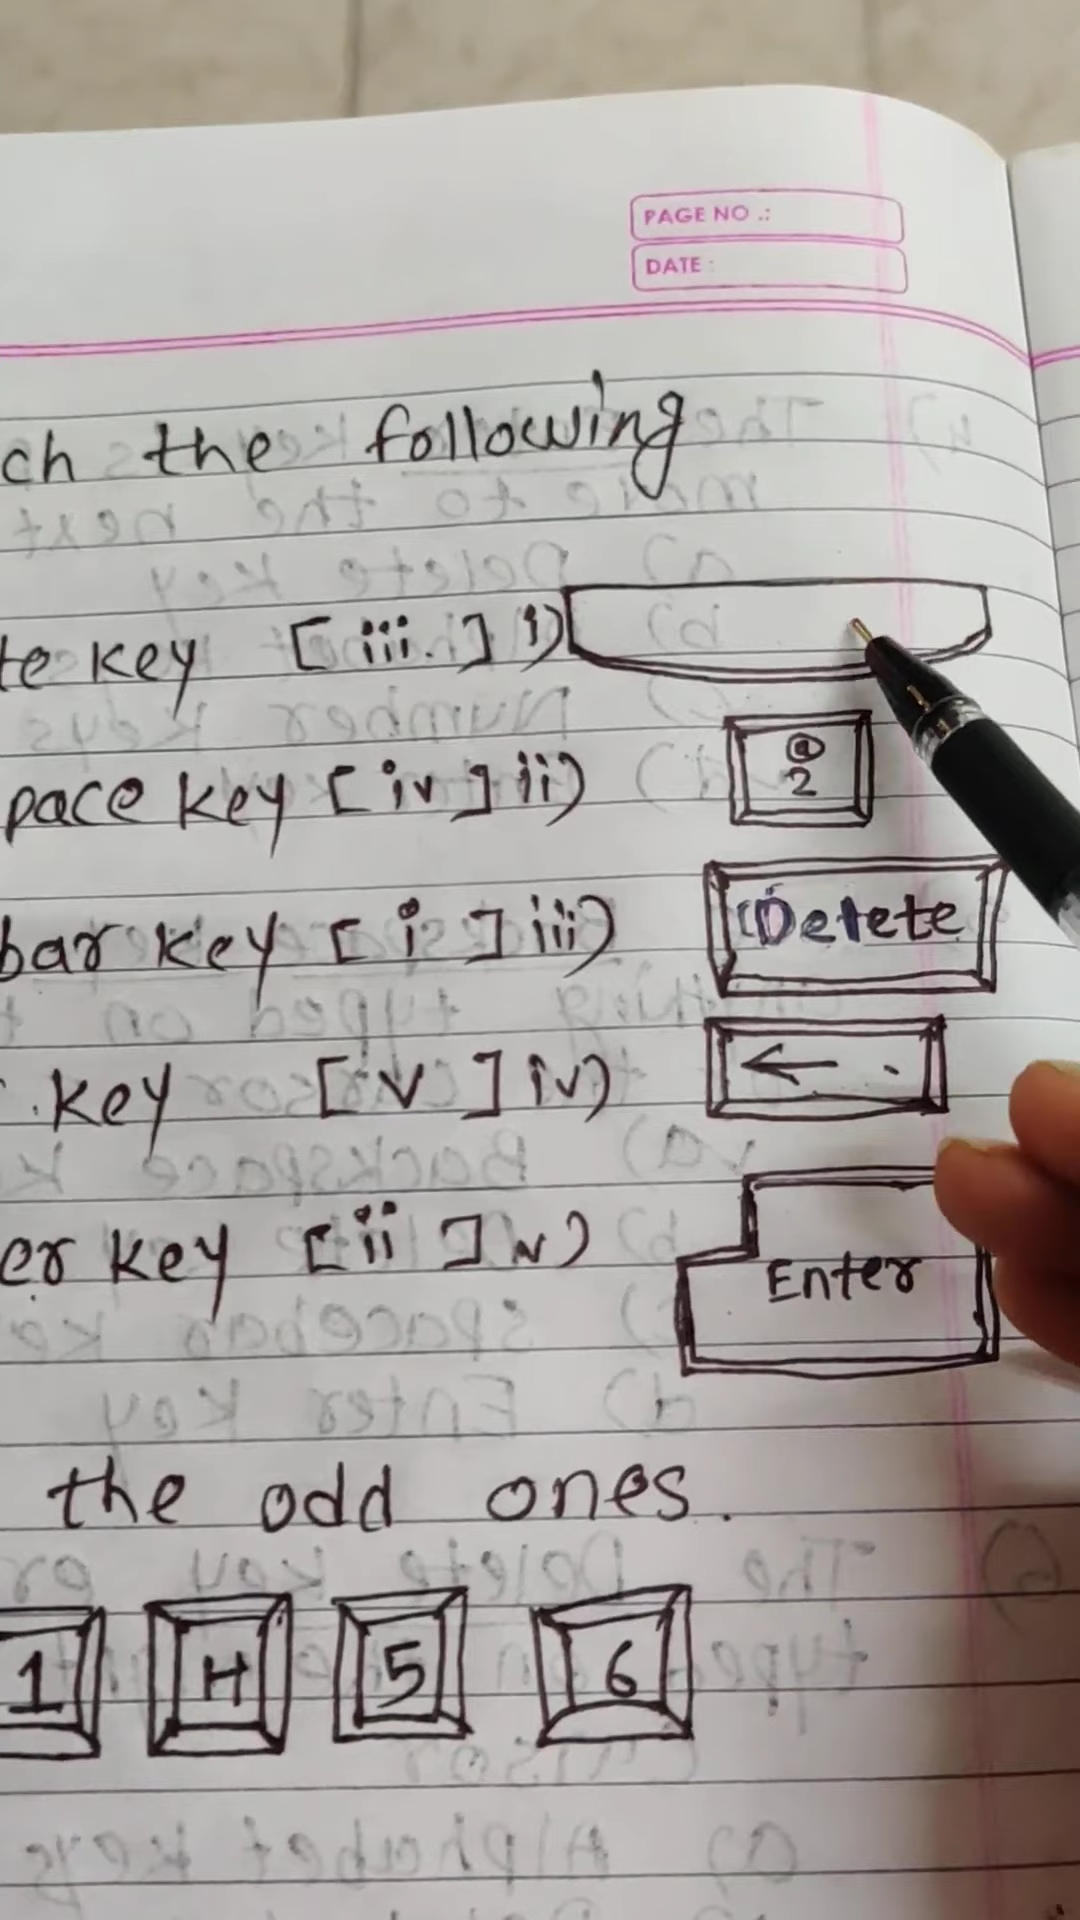 PAGE NO .:
DATE :
ch the following
te key [ iii. ] i)
pace key [ iv ] ii) @ 2
bar key [ i ] iii) Delete
key [ v ] iv) ←
er key [ ii ] v) Enter
the odd ones.
1 H 5 6